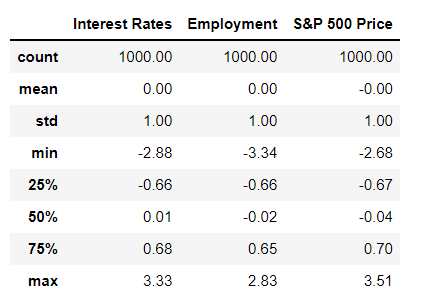 Interest Rates Employment S&P 500 Price
count 1000.00 1000.00 1000.00
mean 0.00 0.00 -0.00
std 1.00 1.00 1.00
min -2.88 -3.34 -2.68
25% -0.66 -0.66 -0.67
50% 0.01 -0.02 -0.04
75% 0.68 0.65 0.70
max 3.33 2.83 3.51